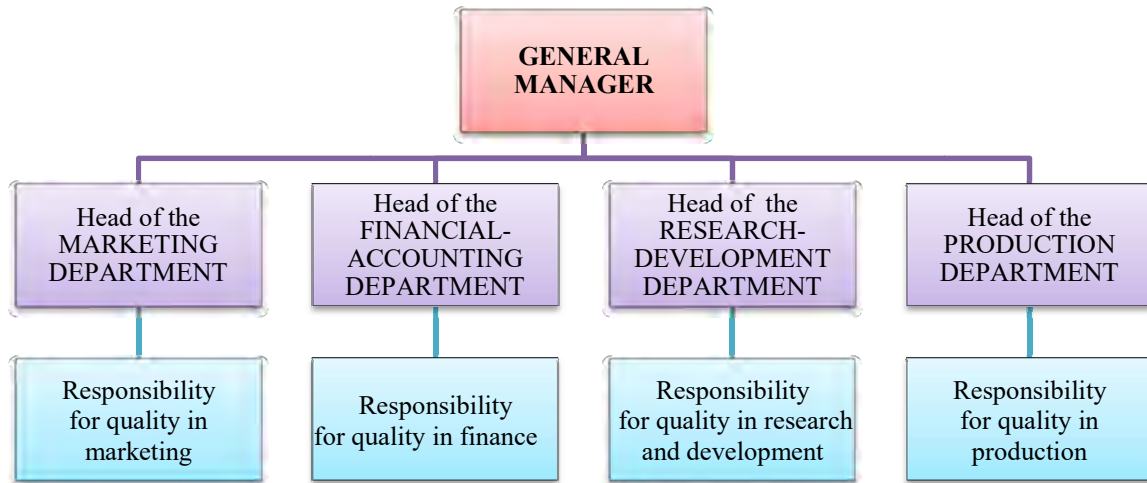 GENERAL
MANAGER
Head of the
MARKETING
DEPARTMENT
Head of the
FINANCIAL-
ACCOUNTING
DEPARTMENT
Head of the
RESEARCH-
DEVELOPMENT
DEPARTMENT
Head of the
PRODUCTION
DEPARTMENT
Responsibility
for quality in
marketing
Responsibility
for quality in finance
Responsibility
for quality in research
and development
Responsibility
for quality in
production